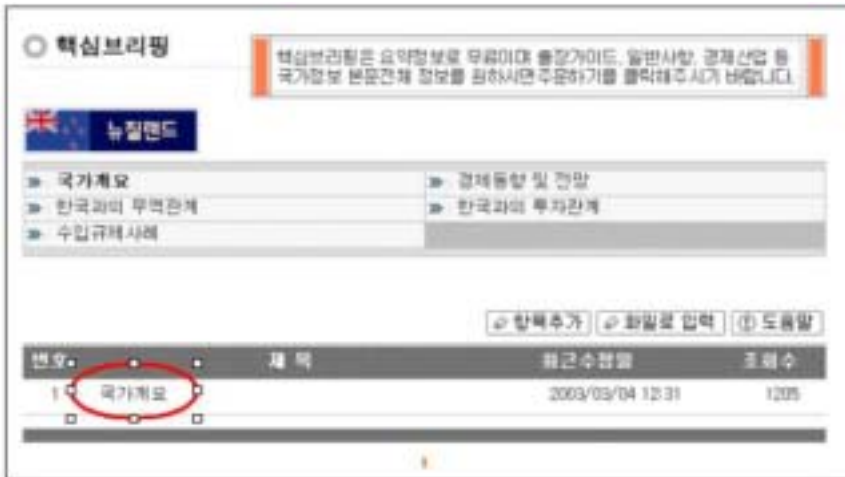 핵심브리핑
핵심브리핑은 요약정보로 무료이며 출장가이드, 일반사항, 경제산업 등
국가정보 본문전체 정보를 원하시면 주문하기를 클릭해주시기 바랍니다.
뉴질랜드
국가개요
경제동향 및 전망
한국과의 무역관계
한국과의 투자관계
수입규제사례
항목추가 화일로 입력 도움말
번호 제 목 최근수정일 조회수
1 국가개요 2003/03/04 12:31 1205
1